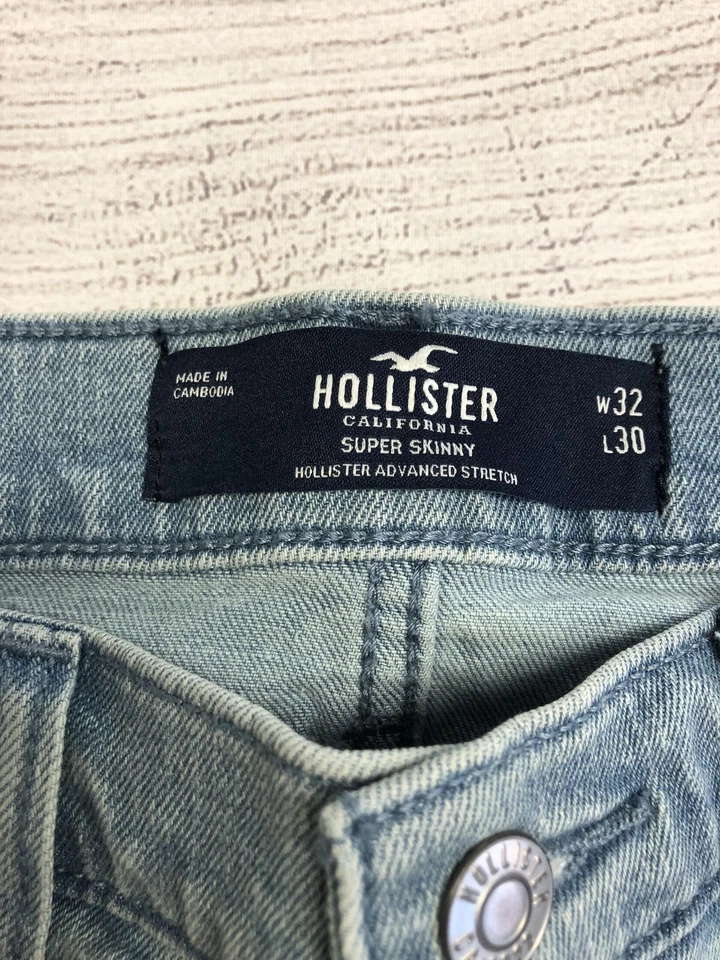 MADE IN
CAMBODIA
HOLLISTER
CALIFORNIA
SUPER SKINNY
HOLLISTER ADVANCED STRETCH
W32
L30
HOLLISTER